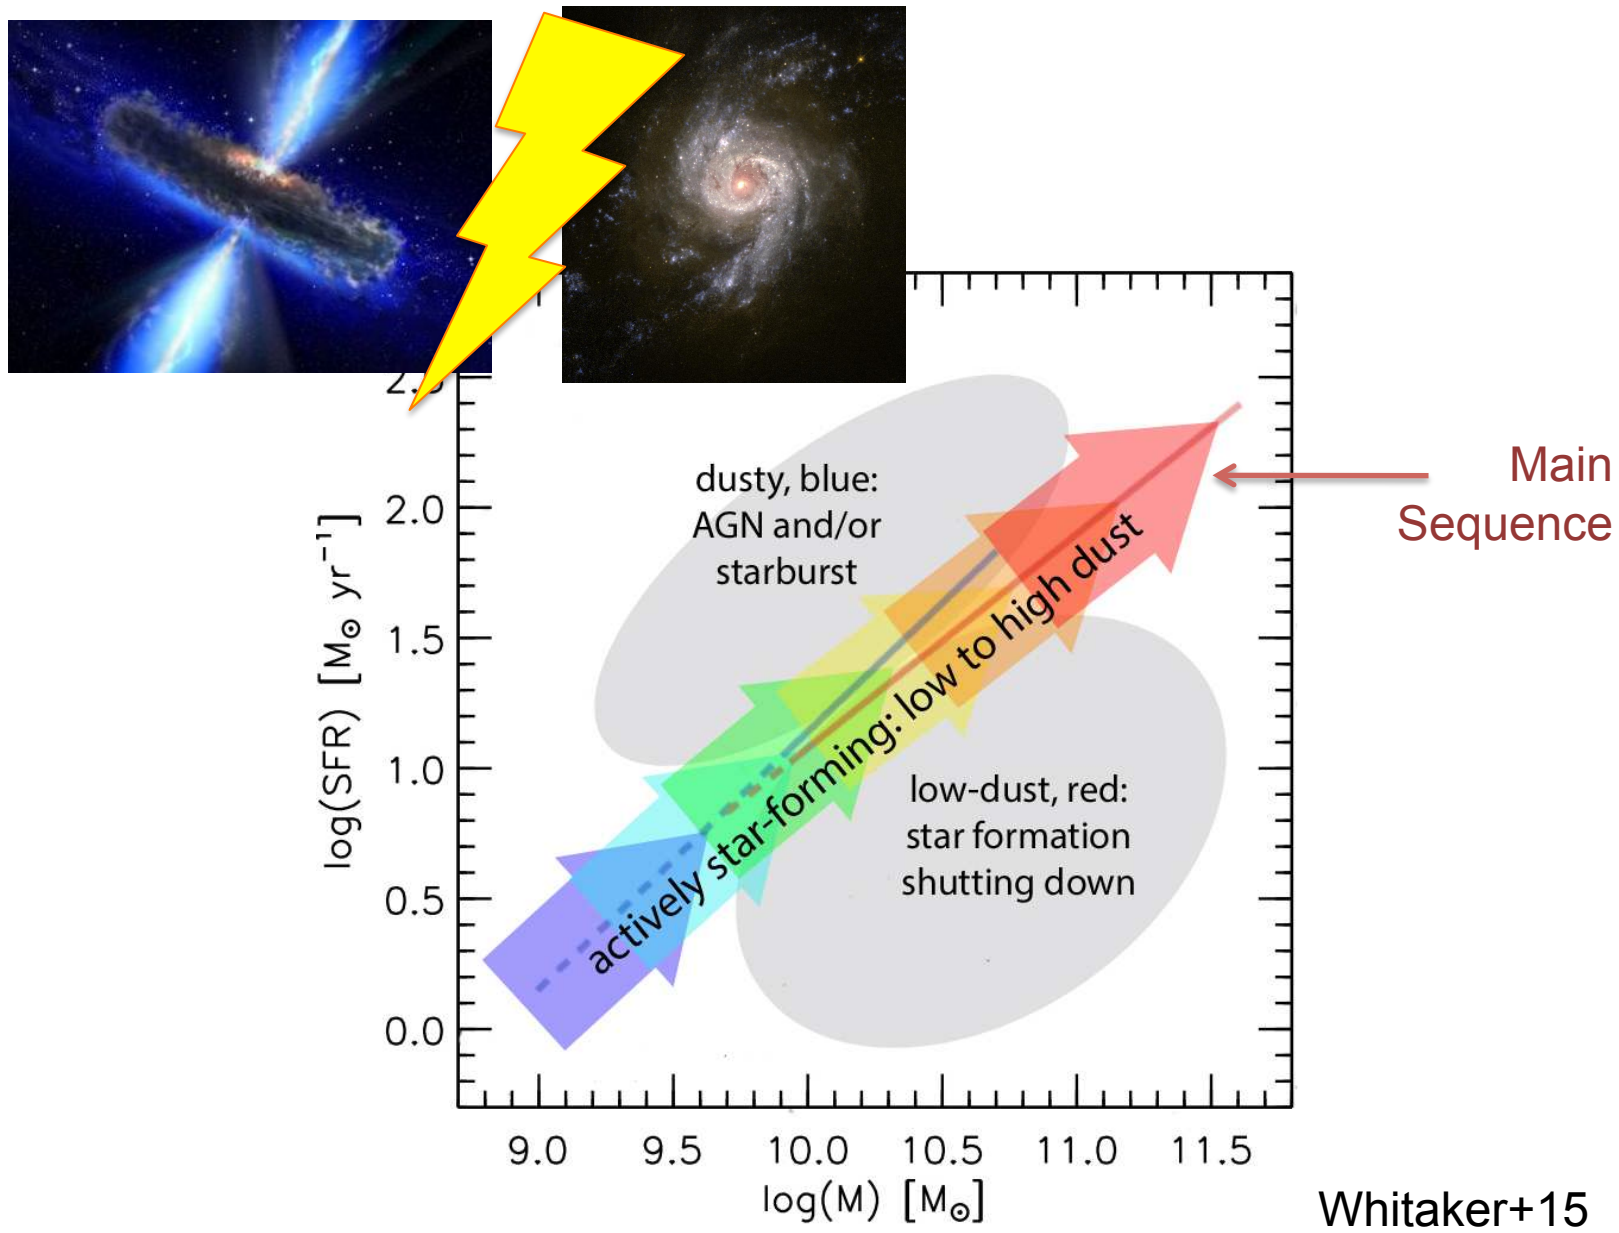 2.5
2.0
1.5
1.0
0.5
0.0
log(SFR) [M⊙ yr⁻¹]
dusty, blue:
AGN and/or
starburst
actively star-forming: low to high dust
low-dust, red:
star formation
shutting down
Main
Sequence
9.0 9.5 10.0 10.5 11.0 11.5
log(M) [M⊙]
Whitaker+15